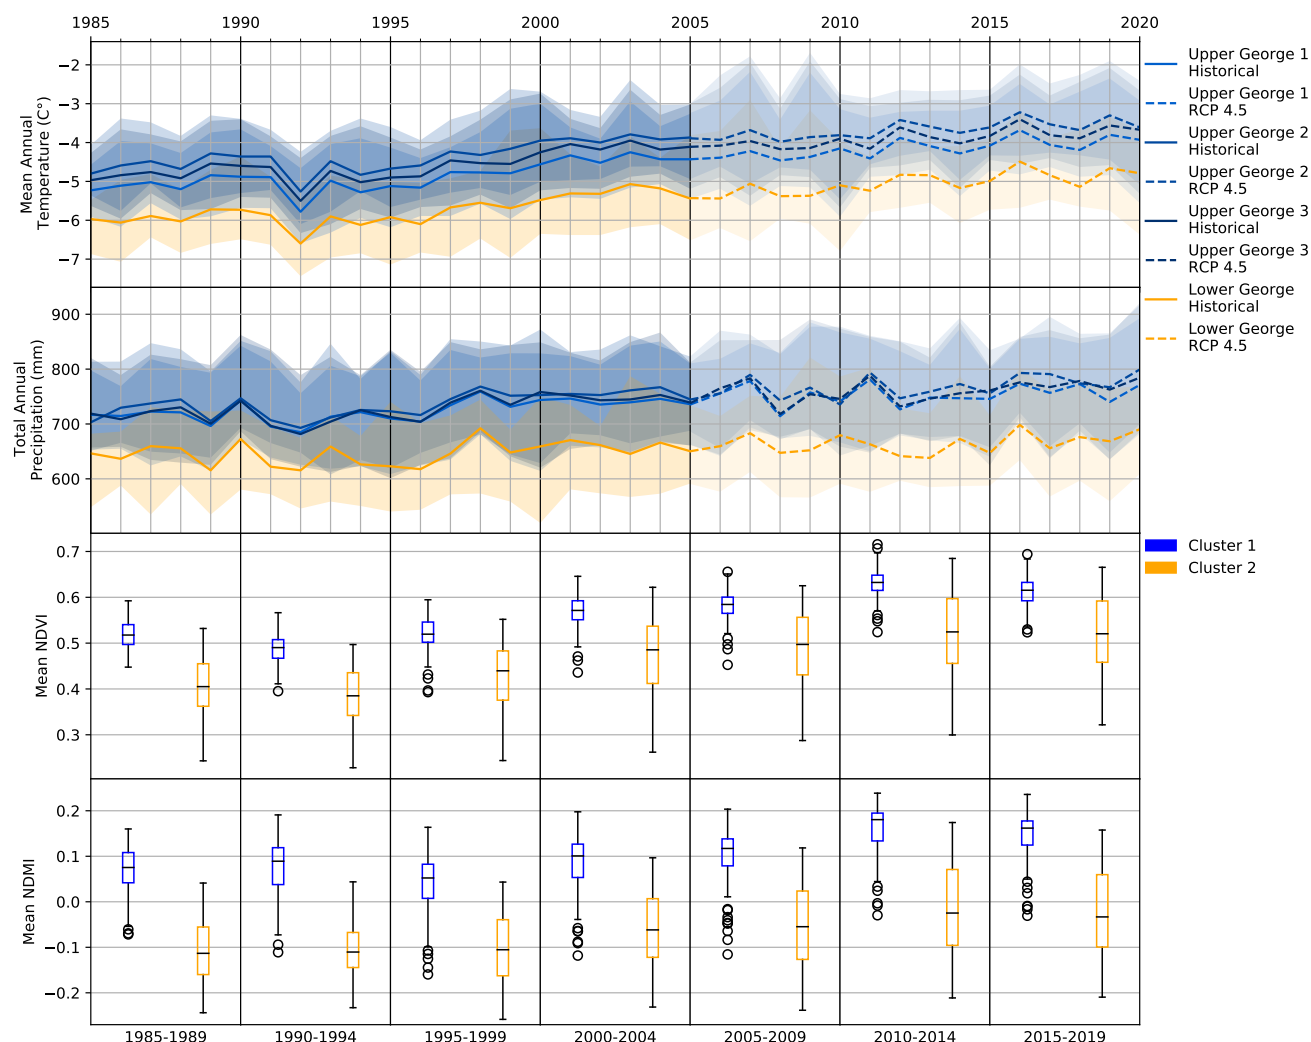 1985 1990 1995 2000 2005 2010 2015 2020
Mean Annual
Temperature (C°)
−2
−3
−4
−5
−6
−7
Upper George 1
Historical
Upper George 1
RCP 4.5
Upper George 2
Historical
Upper George 2
RCP 4.5
Upper George 3
Historical
Upper George 3
RCP 4.5
Lower George
Historical
Lower George
RCP 4.5
Total Annual
Precipitation (mm)
900
800
700
600
Mean NDVI
0.7
0.6
0.5
0.4
0.3
Cluster 1
Cluster 2
Mean NDMI
0.2
0.1
0.0
−0.1
−0.2
1985-1989 1990-1994 1995-1999 2000-2004 2005-2009 2010-2014 2015-2019